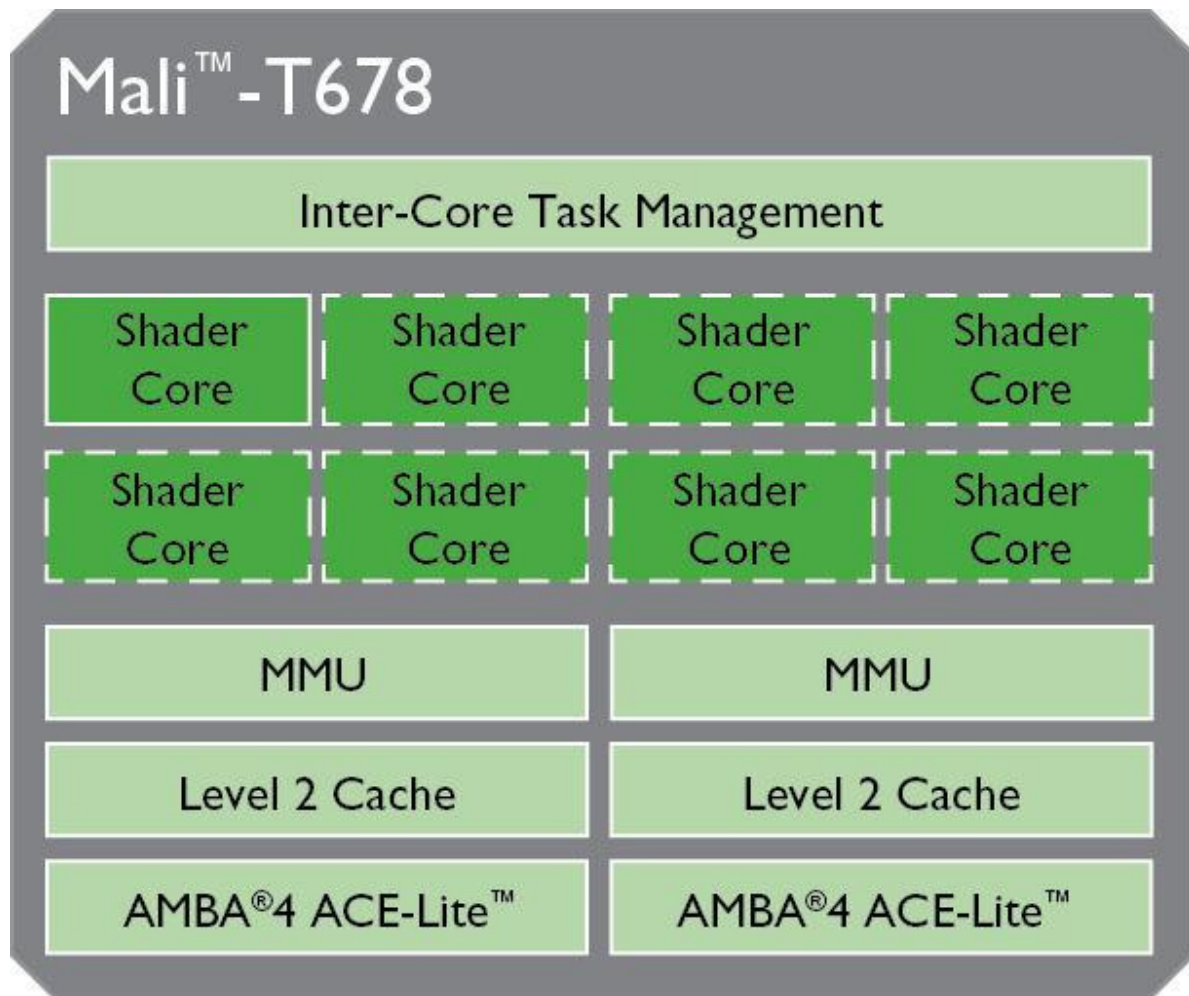 Mali™-T678
Inter-Core Task Management
Shader Shader Shader Shader
Core Core Core Core
Shader Shader Shader Shader
Core Core Core Core
MMU MMU
Level 2 Cache Level 2 Cache
AMBA®4 ACE-Lite™ AMBA®4 ACE-Lite™